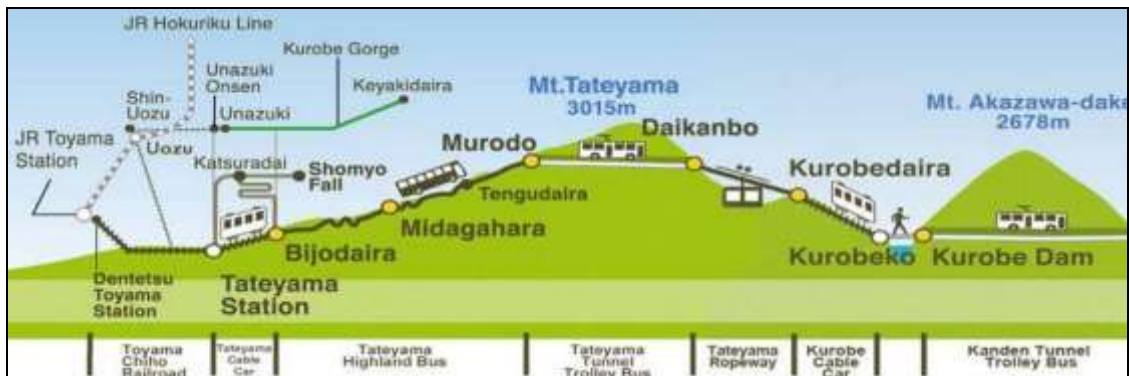 JR Hokuriku Line
Kurobe Gorge
Unazuki
Onsen
Keyakidaira
Shin-
Uozu
Unazuki
Mt.Tateyama
3015m
Mt. Akazawa-dake
2678m
JR Toyama
Station
Uozu
Katsuradai
Shomyo
Fall
Murodo
Daikanbo
Tengudaira
Kurobedaira
Midagahara
Bijodaira
Kurobeko
Kurobe Dam
Dentetsu
Toyama
Station
Tateyama
Station
Toyama
Chiho
Railroad
Tateyama
Cable
Car
Tateyama
Highland Bus
Tateyama
Tunnel
Trolley Bus
Tateyama
Ropeway
Kurobe
Cable
Car
Kanden Tunnel
Trolley Bus